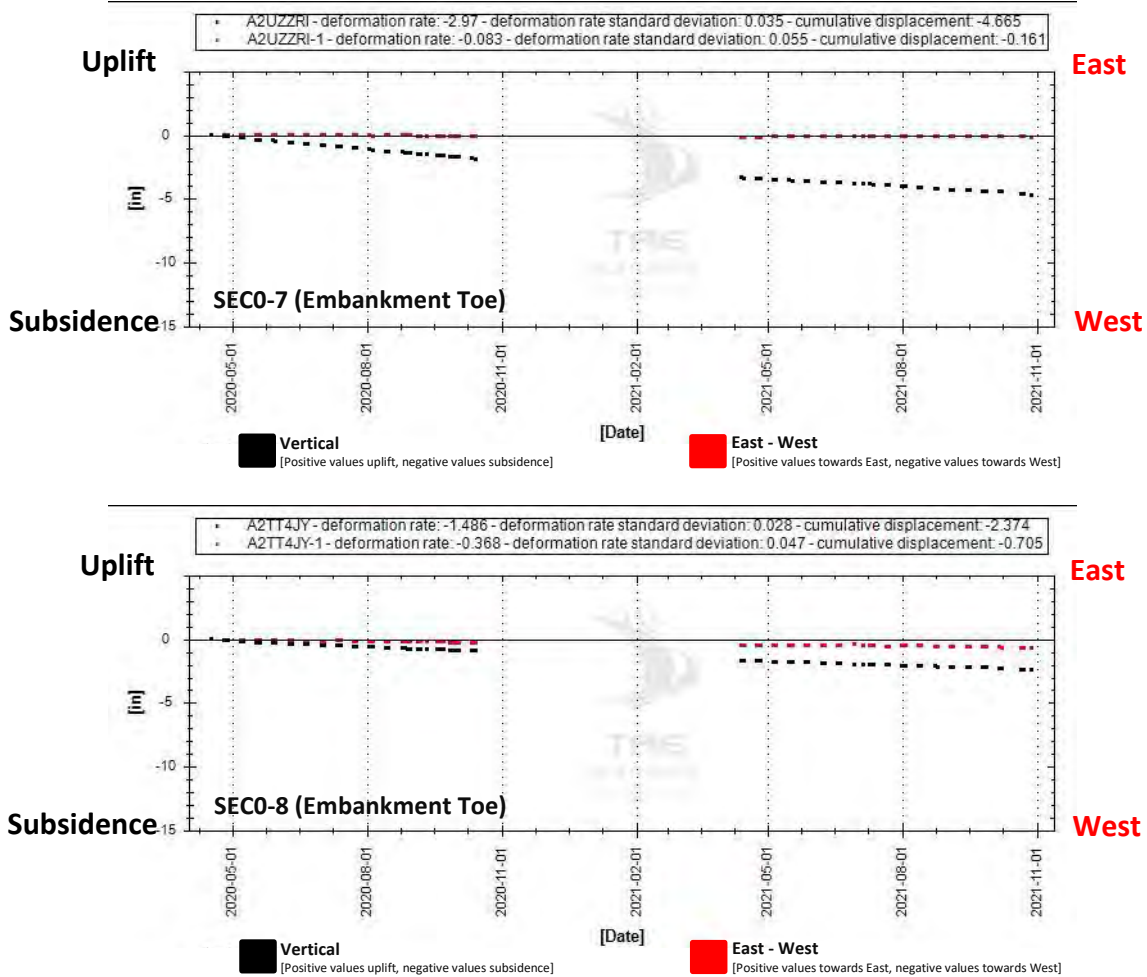 A2UZZRI - deformation rate: -2.97 - deformation rate standard deviation: 0.035 - cumulative displacement: -4.665
A2UZZRI-1 - deformation rate: -0.083 - deformation rate standard deviation: 0.055 - cumulative displacement: -0.161
Uplift
East
0
-5
-10
-15
[in]
TRE
SEC0-7 (Embankment Toe)
Subsidence
West
2020-05-01
2020-08-01
2020-11-01
2021-02-01
2021-05-01
2021-08-01
2021-11-01
[Date]
Vertical
[Positive values uplift, negative values subsidence]
East - West
[Positive values towards East, negative values towards West]
A2TT4JY - deformation rate: -1.486 - deformation rate standard deviation: 0.028 - cumulative displacement: -2.374
A2TT4JY-1 - deformation rate: -0.368 - deformation rate standard deviation: 0.047 - cumulative displacement: -0.705
Uplift
East
0
-5
-10
-15
[in]
TRE
SEC0-8 (Embankment Toe)
Subsidence
West
2020-05-01
2020-08-01
2020-11-01
2021-02-01
2021-05-01
2021-08-01
2021-11-01
[Date]
Vertical
[Positive values uplift, negative values subsidence]
East - West
[Positive values towards East, negative values towards West]